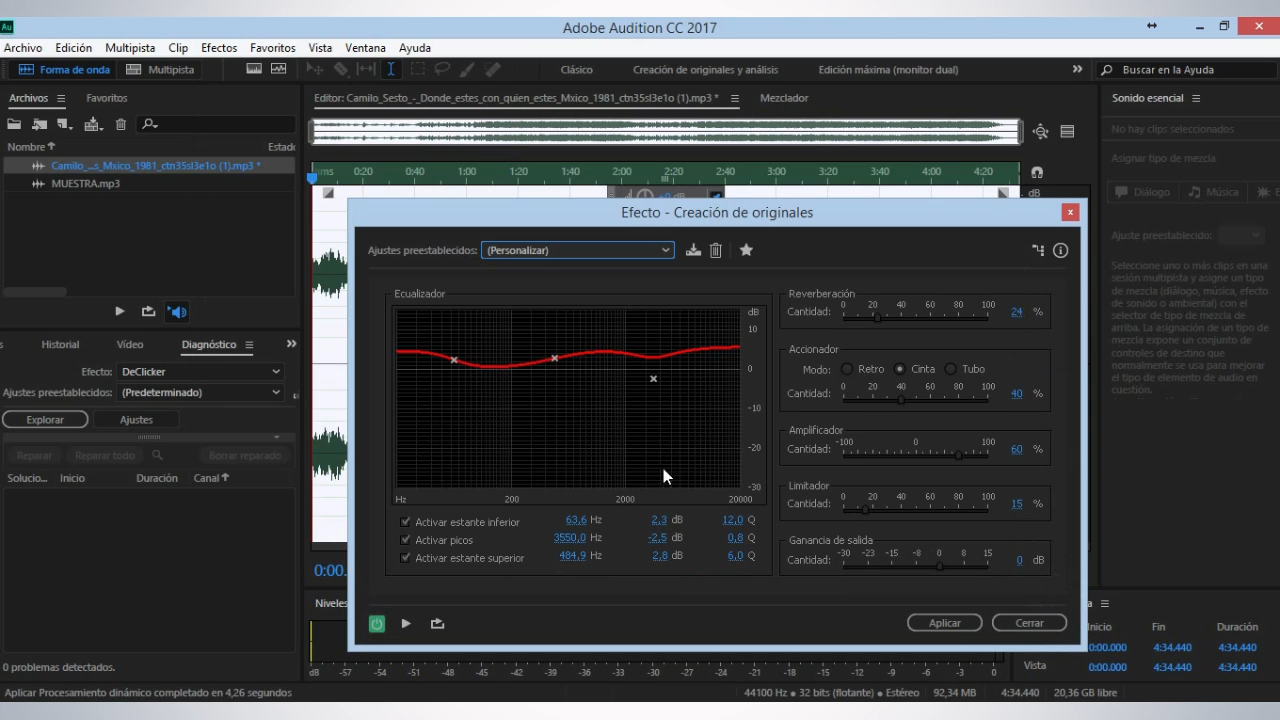 Au
Adobe Audition CC 2017
Archivo Edición Multipista Clip Efectos Favoritos Vista Ventana Ayuda
Forma de onda Multipista Clásico Creación de originales y análisis Edición máxima (monitor dual) Buscar en la Ayuda
Archivos Favoritos
Editor: Camilo_Sesto_-_Donde_estes_con_quien_estes_Mxico_1981_ctn35sl3e1o (1).mp3 *
Mezclador
Sonido esencial
No hay clips seleccionados
Nombre Estado
Asignar tipo de mezcla
Camilo_...s_Mxico_1981_ctn35sl3e1o (1).mp3 *
MUESTRA.mp3
hms 0:20 0:40 1:00 1:20 1:40 2:00 2:20 2:40 3:00 3:20 3:40 4:00 4:20
dB
Diálogo Música
Efecto - Creación de originales
Ajustes preestablecidos: (Personalizar)
Ajuste preestablecido:
Seleccione uno o más clips en una
sesión multipista y asigne un tipo
de mezcla (diálogo, música, efecto
de sonido o ambiental) con el
selector de tipo de mezcla de
arriba. La asignación de un tipo de
mezcla expone un conjunto de
controles de destino que
normalmente se usa para mejorar
el tipo de elemento de audio en
cuestión.
Ecualizador
dB
10
0
-10
-20
-30
Hz 200 2000 20000
Activar estante inferior 63,6 Hz 2,3 dB 12,0 Q
Activar picos 3550,0 Hz -2,5 dB 0,8 Q
Activar estante superior 484,9 Hz 2,8 dB 6,0 Q
Reverberación
0 20 40 60 80 100
Cantidad: 24 %
Accionador
Modo: Retro Cinta Tubo
0 20 40 60 80 100
Cantidad: 40 %
Amplificador
-100 0 100
Cantidad: 60 %
Limitador
0 20 40 60 80 100
Cantidad: 15 %
Ganancia de salida
-30 -23 -15 -8 0 8 15
Cantidad: 0 dB
Aplicar Cerrar
Historial Vídeo Diagnóstico
Efecto: DeClicker
Ajustes preestablecidos: (Predeterminado)
Explorar Ajustes
Reparar Reparar todo Borrar reparado
Solucio... Inicio Duración Canal
0:00.
Niveles
Inicio Fin Duración
0:00.000 4:34.440 4:34.440
Vista 0:00.000 4:34.440 4:34.440
dB -57 -54 -51 -48 -45 -42 -39 -36 -33 -30 -27 -24 -21 -18 -15 -12 -9 -6 -3 0
0 problemas detectados.
Aplicar Procesamiento dinámico completado en 4,26 segundos
44100 Hz • 32 bits (flotante) • Estéreo 92,34 MB 4:34.440 20,36 GB libre